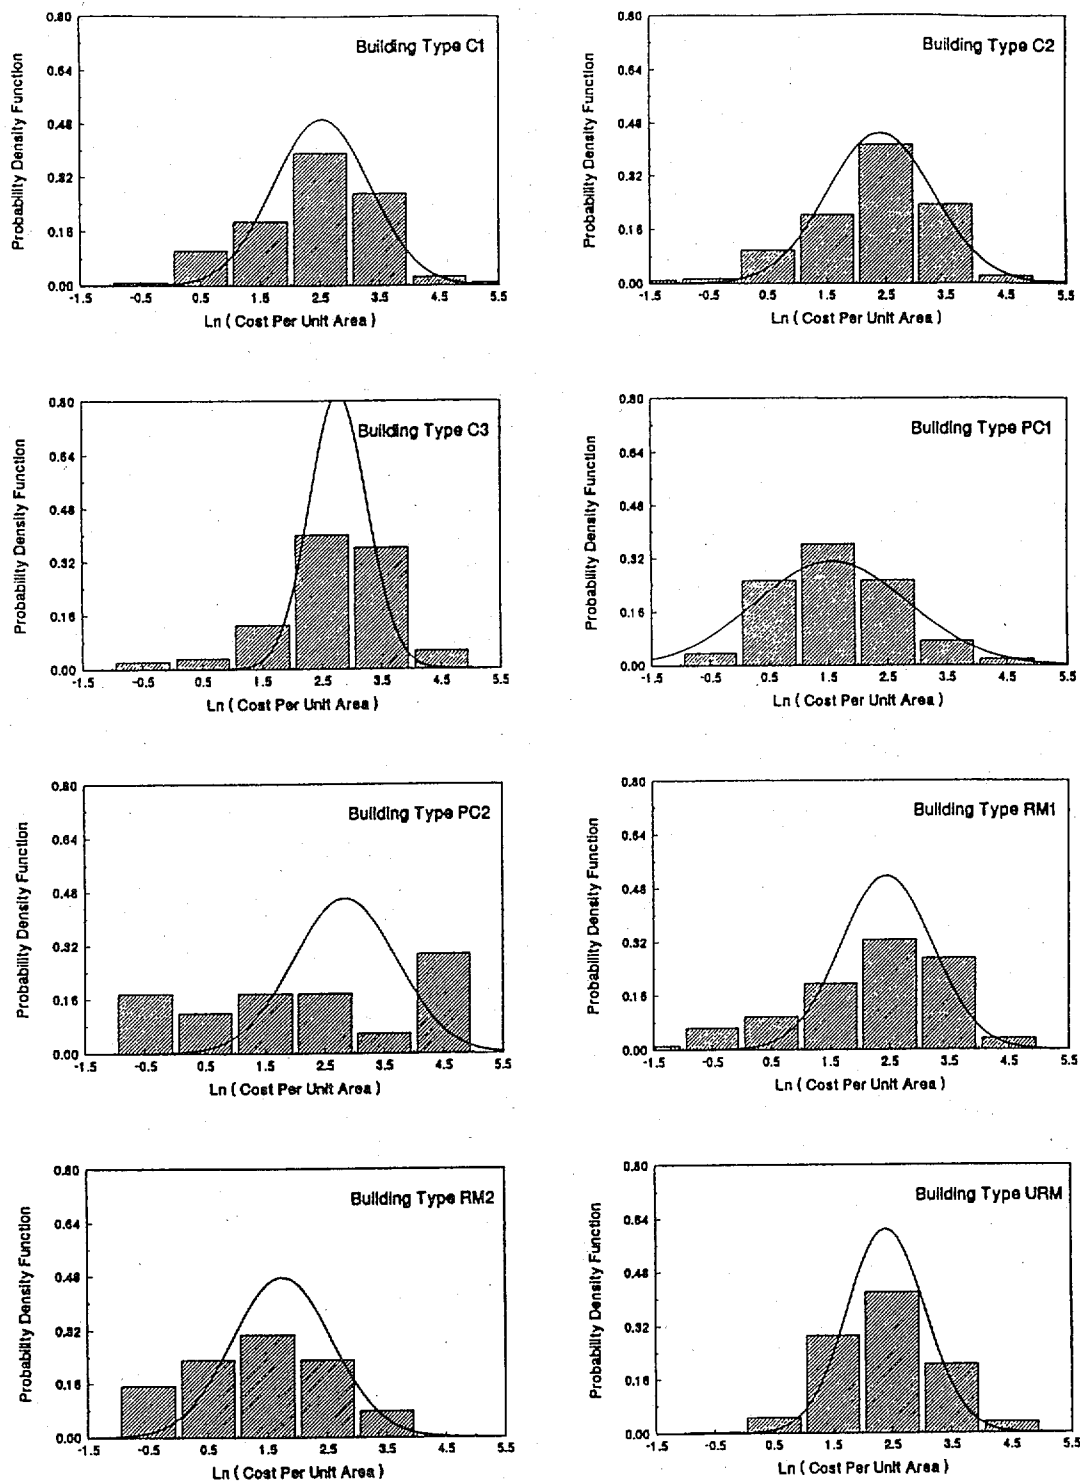 Building Type C1
Probability Density Function
0.80
0.64
0.48
0.32
0.16
0.00
-1.5 -0.5 0.5 1.5 2.5 3.5 4.5 5.5
Ln ( Cost Per Unit Area )
Building Type C2
Probability Density Function
0.80
0.64
0.48
0.32
0.16
0.00
-1.5 -0.5 0.5 1.5 2.5 3.5 4.5 5.5
Ln ( Cost Per Unit Area )
Building Type C3
Probability Density Function
0.80
0.64
0.48
0.32
0.16
0.00
-1.5 -0.5 0.5 1.5 2.5 3.5 4.5 5.5
Ln ( Cost Per Unit Area )
Building Type PC1
Probability Density Function
0.80
0.64
0.48
0.32
0.16
0.00
-1.5 -0.5 0.5 1.5 2.5 3.5 4.5 5.5
Ln ( Cost Per Unit Area )
Building Type PC2
Probability Density Function
0.80
0.64
0.48
0.32
0.16
0.00
-1.5 -0.5 0.5 1.5 2.5 3.5 4.5 5.5
Ln ( Cost Per Unit Area )
Building Type RM1
Probability Density Function
0.80
0.64
0.48
0.32
0.16
0.00
-1.5 -0.5 0.5 1.5 2.5 3.5 4.5 5.5
Ln ( Cost Per Unit Area )
Building Type RM2
Probability Density Function
0.80
0.64
0.48
0.32
0.16
0.00
-1.5 -0.5 0.5 1.5 2.5 3.5 4.5 5.5
Ln ( Cost Per Unit Area )
Building Type URM
Probability Density Function
0.80
0.64
0.48
0.32
0.16
0.00
-1.5 -0.5 0.5 1.5 2.5 3.5 4.5 5.5
Ln ( Cost Per Unit Area )